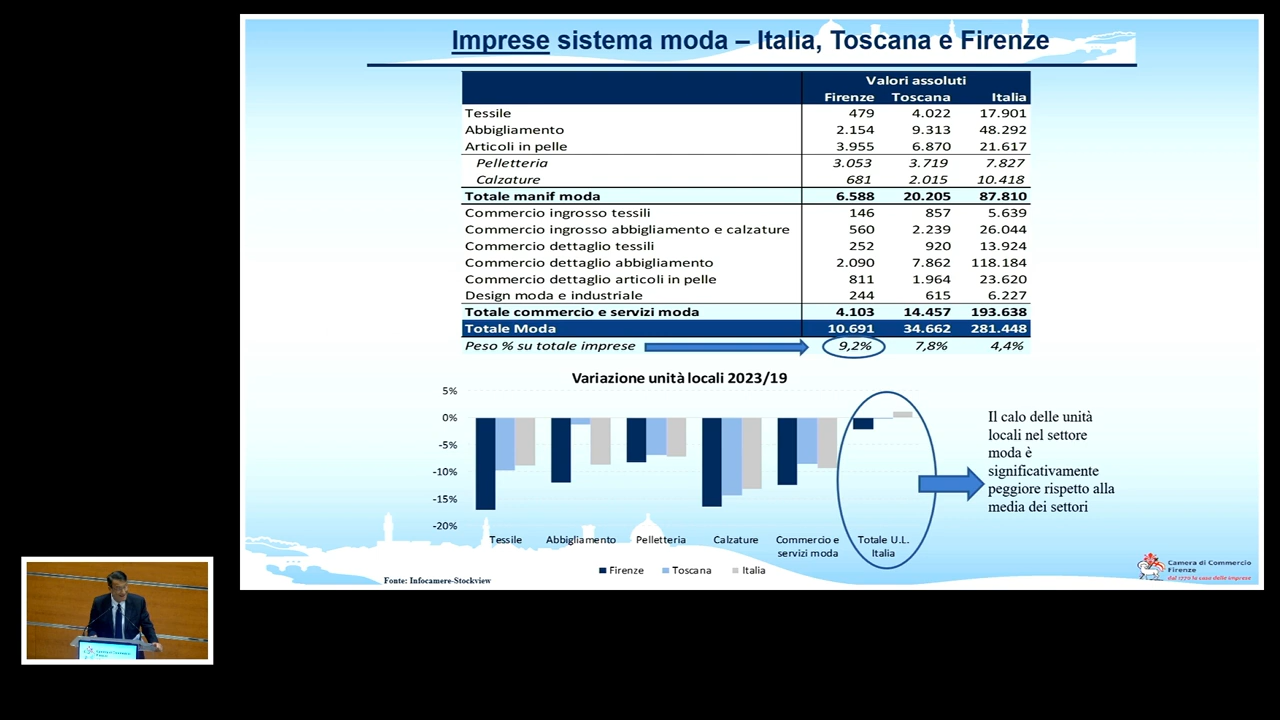 Imprese sistema moda – Italia, Toscana e Firenze
Valori assoluti
Firenze Toscana Italia
Tessile 479 4.022 17.901
Abbigliamento 2.154 9.313 48.292
Articoli in pelle 3.955 6.870 21.617
Pelletteria 3.053 3.719 7.827
Calzature 681 2.015 10.418
Totale manif moda 6.588 20.205 87.810
Commercio ingrosso tessili 146 857 5.639
Commercio ingrosso abbigliamento e calzature 560 2.239 26.044
Commercio dettaglio tessili 252 920 13.924
Commercio dettaglio abbigliamento 2.090 7.862 118.184
Commercio dettaglio articoli in pelle 811 1.964 23.620
Design moda e industriale 244 615 6.227
Totale commercio e servizi moda 4.103 14.457 193.638
Totale Moda 10.691 34.662 281.448
Peso % su totale imprese 9,2% 7,8% 4,4%
Variazione unità locali 2023/19
5%
0%
-5%
-10%
-15%
-20%
Tessile Abbigliamento Pelletteria Calzature Commercio e servizi moda Totale U.L. Italia
Firenze Toscana Italia
Il calo delle unità
locali nel settore
moda è
significativamente
peggiore rispetto alla
media dei settori
Fonte: Infocamere-Stockview
Camera di Commercio
Firenze
dal 1770 la casa delle imprese